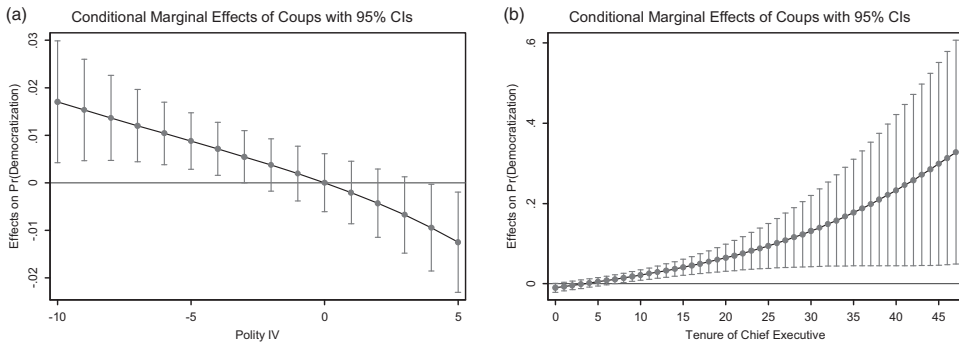 (a) Conditional Marginal Effects of Coups with 95% CIs
Effects on Pr(Democratization)
.03
.02
.01
0
-.01
-.02
-10 -5 0 5
Polity IV
(b) Conditional Marginal Effects of Coups with 95% CIs
Effects on Pr(Democratization)
.6
.4
.2
0
0 5 10 15 20 25 30 35 40 45
Tenure of Chief Executive